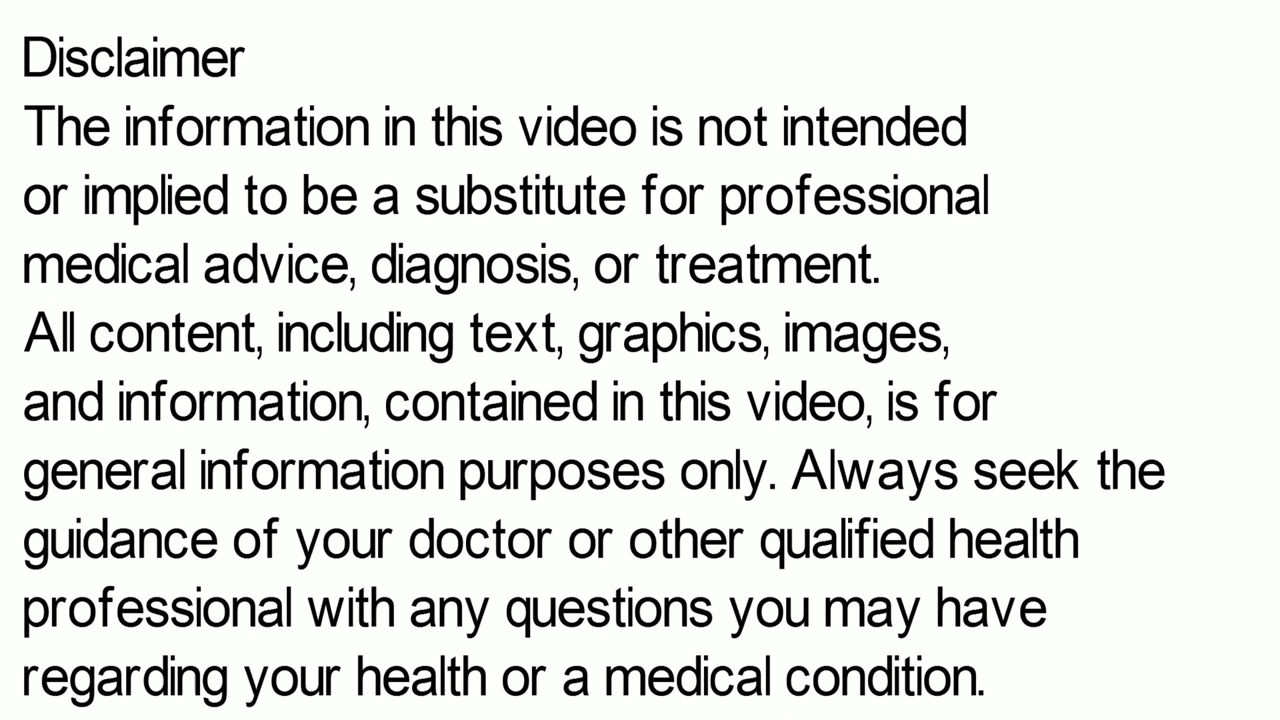 Disclaimer
The information in this video is not intended
or implied to be a substitute for professional
medical advice, diagnosis, or treatment.
All content, including text, graphics, images,
and information, contained in this video, is for
general information purposes only. Always seek the
guidance of your doctor or other qualified health
professional with any questions you may have
regarding your health or a medical condition.